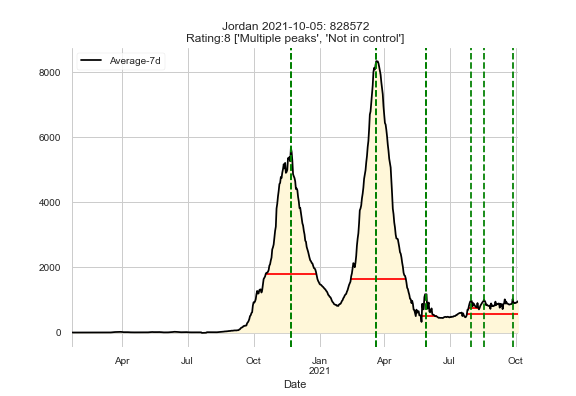 Jordan 2021-10-05: 828572
Rating:8 ['Multiple peaks', 'Not in control']
Average-7d
8000
6000
4000
2000
0
Apr Jul Oct Jan Apr Jul Oct
2021
Date